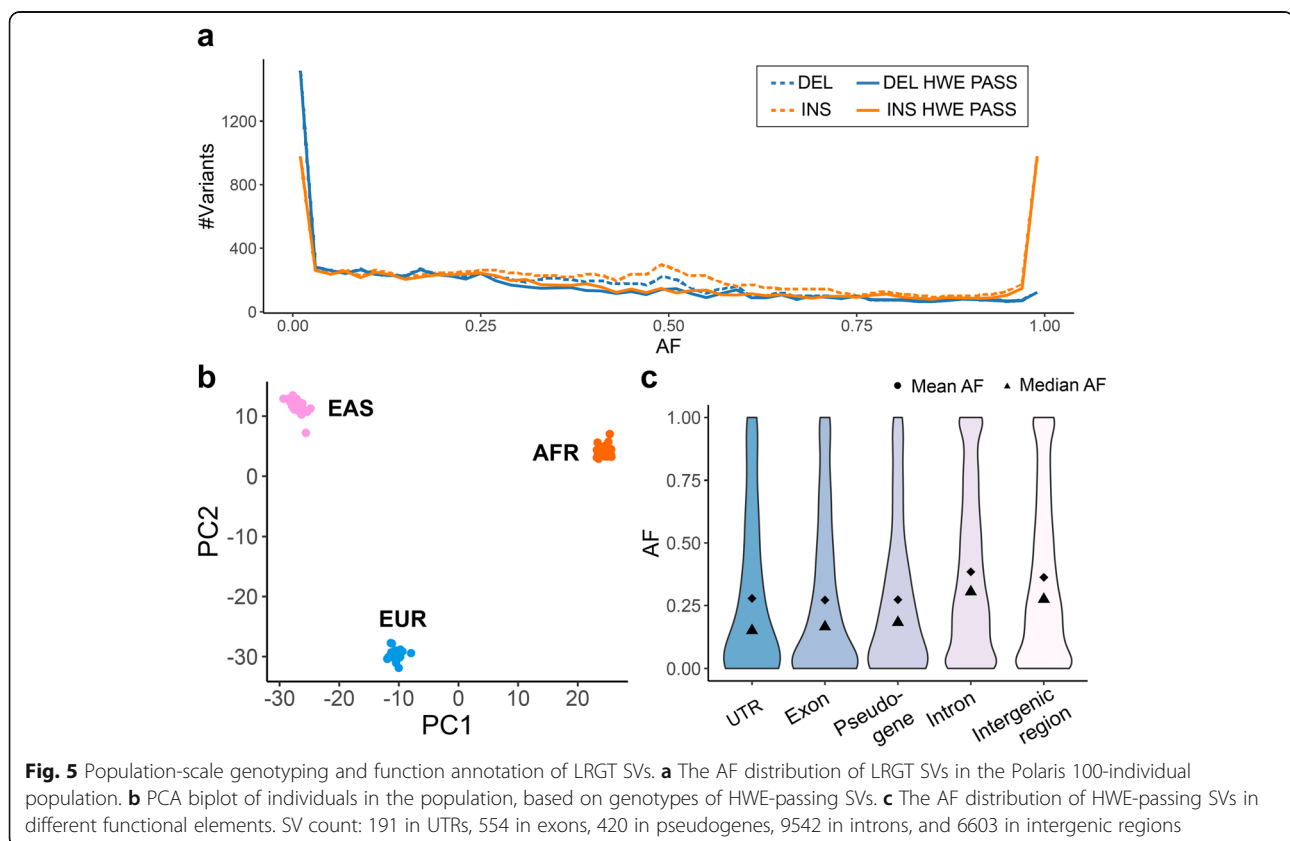 a
#Variants
1200
800
400
0
DEL
DEL HWE PASS
INS
INS HWE PASS
0.00 0.25 0.50 0.75 1.00
AF
b
PC2
10
0
-10
-20
-30
EAS
AFR
EUR
-30 -20 -10 0 10 20
PC1
c
Mean AF
Median AF
AF
1.00
0.75
0.50
0.25
0.00
UTR
Exon
Pseudo-
gene
Intron
Intergenic
region
Fig. 5 Population-scale genotyping and function annotation of LRGT SVs. a The AF distribution of LRGT SVs in the Polaris 100-individual
population. b PCA biplot of individuals in the population, based on genotypes of HWE-passing SVs. c The AF distribution of HWE-passing SVs in
different functional elements. SV count: 191 in UTRs, 554 in exons, 420 in pseudogenes, 9542 in introns, and 6603 in intergenic regions